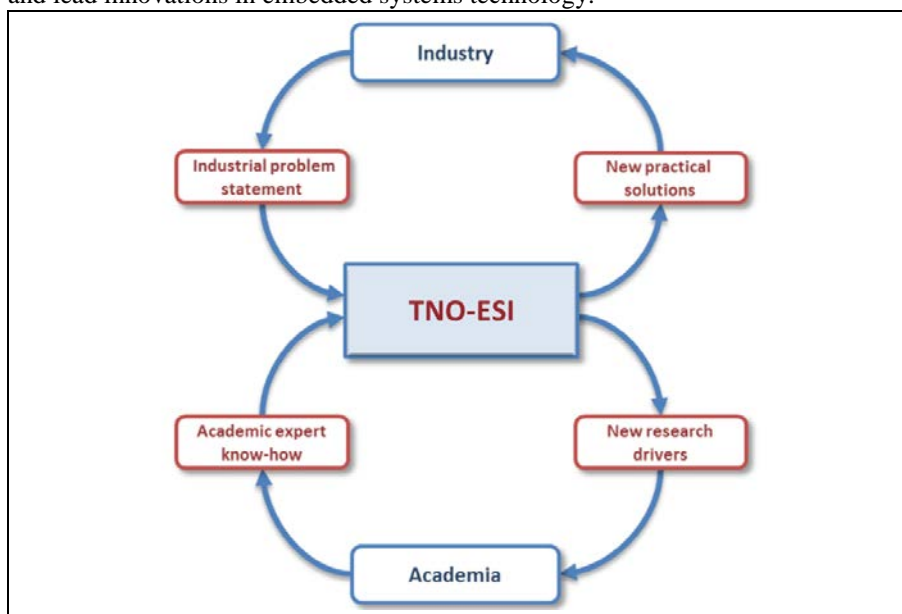 and lead innovations in embedded systems technology.
Industry
Industrial problem
statement
New practical
solutions
TNO-ESI
Academic expert
know-how
New research
drivers
Academia